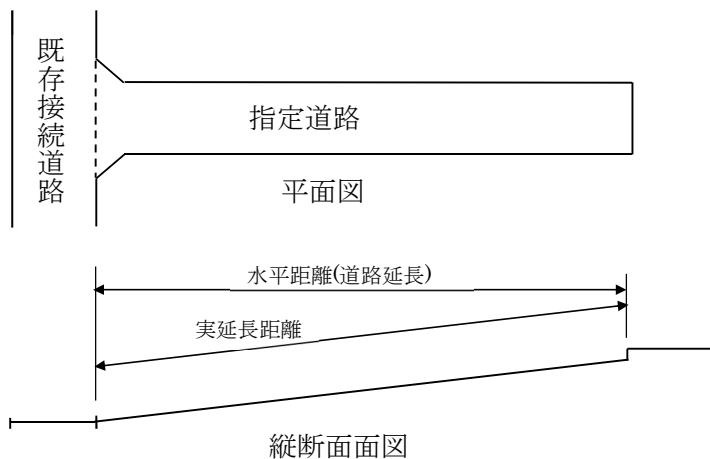 既存接続道路
指定道路
平面図
水平距離(道路延長)
実延長距離
縦断面面図